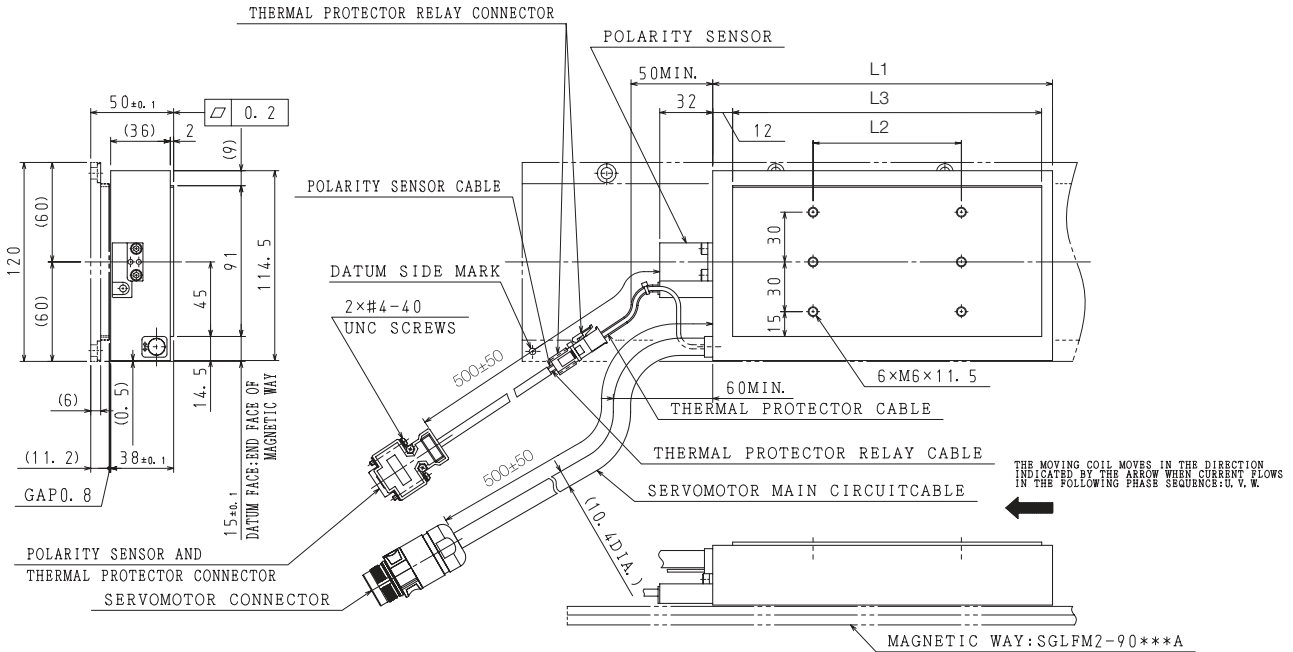 THERMAL PROTECTOR RELAY CONNECTOR
POLARITY SENSOR
50MIN.
L1
50±0.1
0.2
32
L3
(36)
2
12
L2
(9)
POLARITY SENSOR CABLE
120
(60)
(60)
91
114.5
45
30
30
15
DATUM SIDE MARK
2×#4-40
UNC SCREWS
500±50
14.5
6×M6×11.5
60MIN.
(6)
(0.5)
THERMAL PROTECTOR CABLE
(11.2)
38±0.1
DATUM FACE:END FACE OF
MAGNETIC WAY
THERMAL PROTECTOR RELAY CABLE
GAP0.8
15±0.1
500±50
SERVOMOTOR MAIN CIRCUITCABLE
(10.4DIA.)
THE MOVING COIL MOVES IN THE DIRECTION
INDICATED BY THE ARROW WHEN CURRENT FLOWS
IN THE FOLLOWING PHASE SEQUENCE:U.V.W.
POLARITY SENSOR AND
THERMAL PROTECTOR CONNECTOR
SERVOMOTOR CONNECTOR
MAGNETIC WAY:SGLFM2-90***A